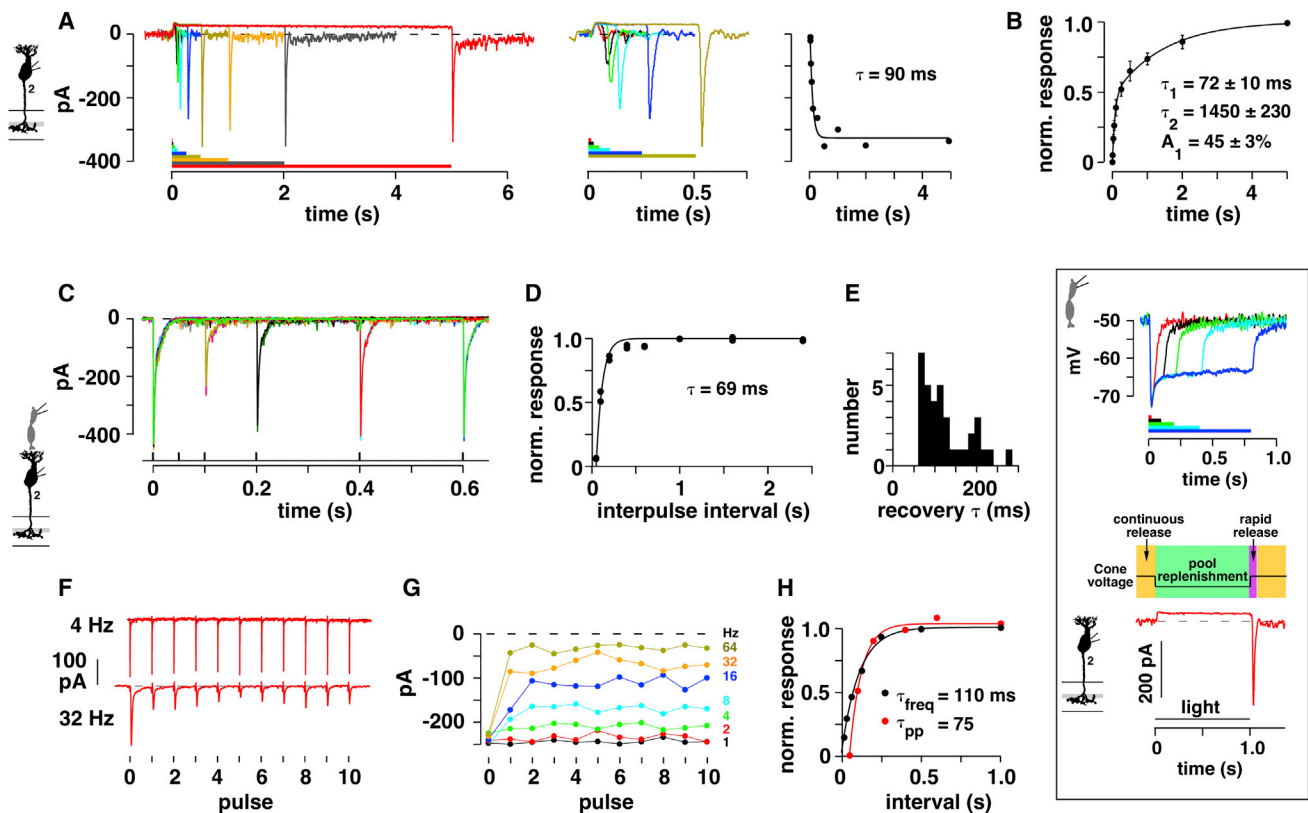 A
2
pA
0
-200
-400
0
2
4
6
time (s)
0
0.5
time (s)
τ = 90 ms
0
2
4
time (s)
B
norm. response
1.0
0.5
0
τ1 = 72 ± 10 ms
τ2 = 1450 ± 230
A1 = 45 ± 3%
0
2
4
time (s)
C
2
pA
0
-200
-400
0
0.2
0.4
0.6
time (s)
D
norm. response
1.0
0.5
0
τ = 69 ms
0
1
2
interpulse interval (s)
E
number
5
0
0
200
recovery τ (ms)
mV
-50
-60
-70
0
0.5
1.0
time (s)
continuous release
rapid release
Cone voltage
pool replenishment
2
200 pA
light
0
1.0
time (s)
F
4 Hz
100 pA
32 Hz
0
2
4
6
8
10
pulse
G
pA
0
-100
-200
Hz
64
32
16
8
4
2
1
0
2
4
6
8
10
pulse
H
norm. response
1.0
0.5
0
τfreq = 110 ms
τpp = 75
0
0.5
1.0
interval (s)